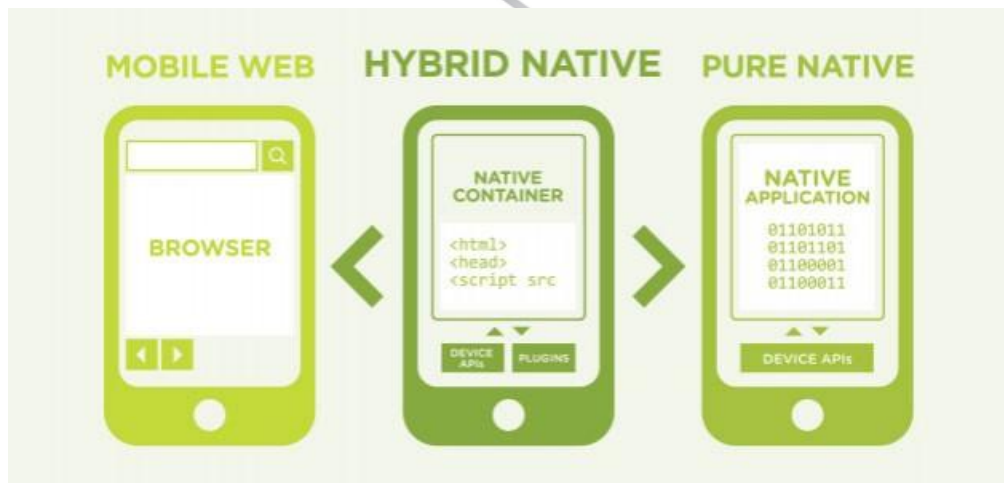 MOBILE WEB
HYBRID NATIVE
PURE NATIVE
BROWSER
NATIVE
CONTAINER
<html>
<head>
<script src
DEVICE
APIs
PLUGINS
NATIVE
APPLICATION
01101011
01101101
01100001
01100011
DEVICE APIs